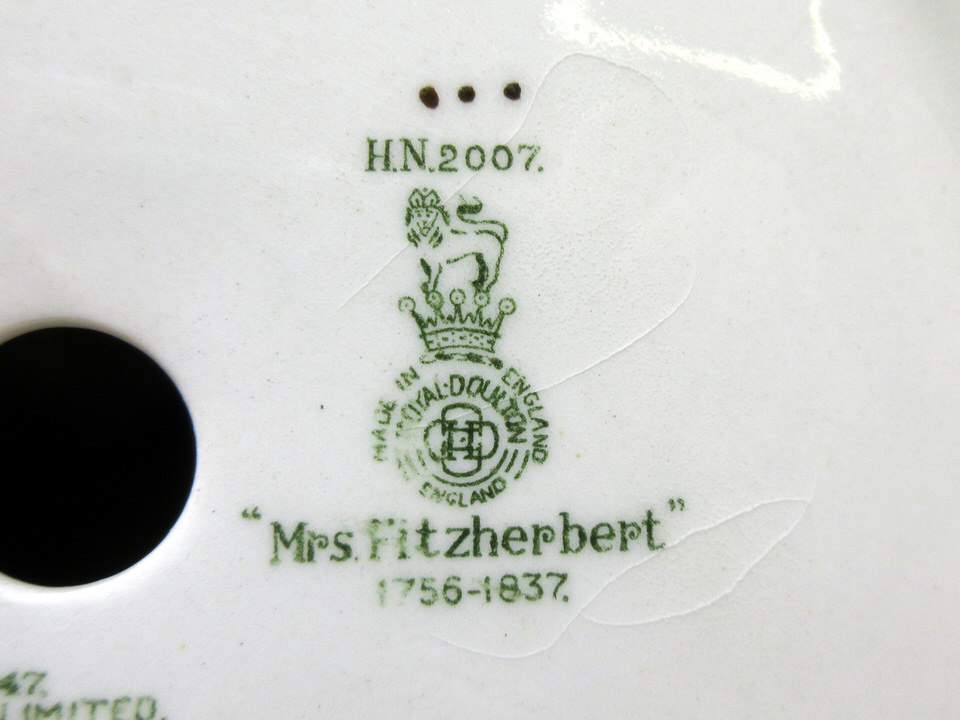 H.N.2007.
MADE IN ENGLAND
ROYAL·DOULTON
ENGLAND
"Mrs. Fitzherbert"
1756-1837.
47.
LIMITED.